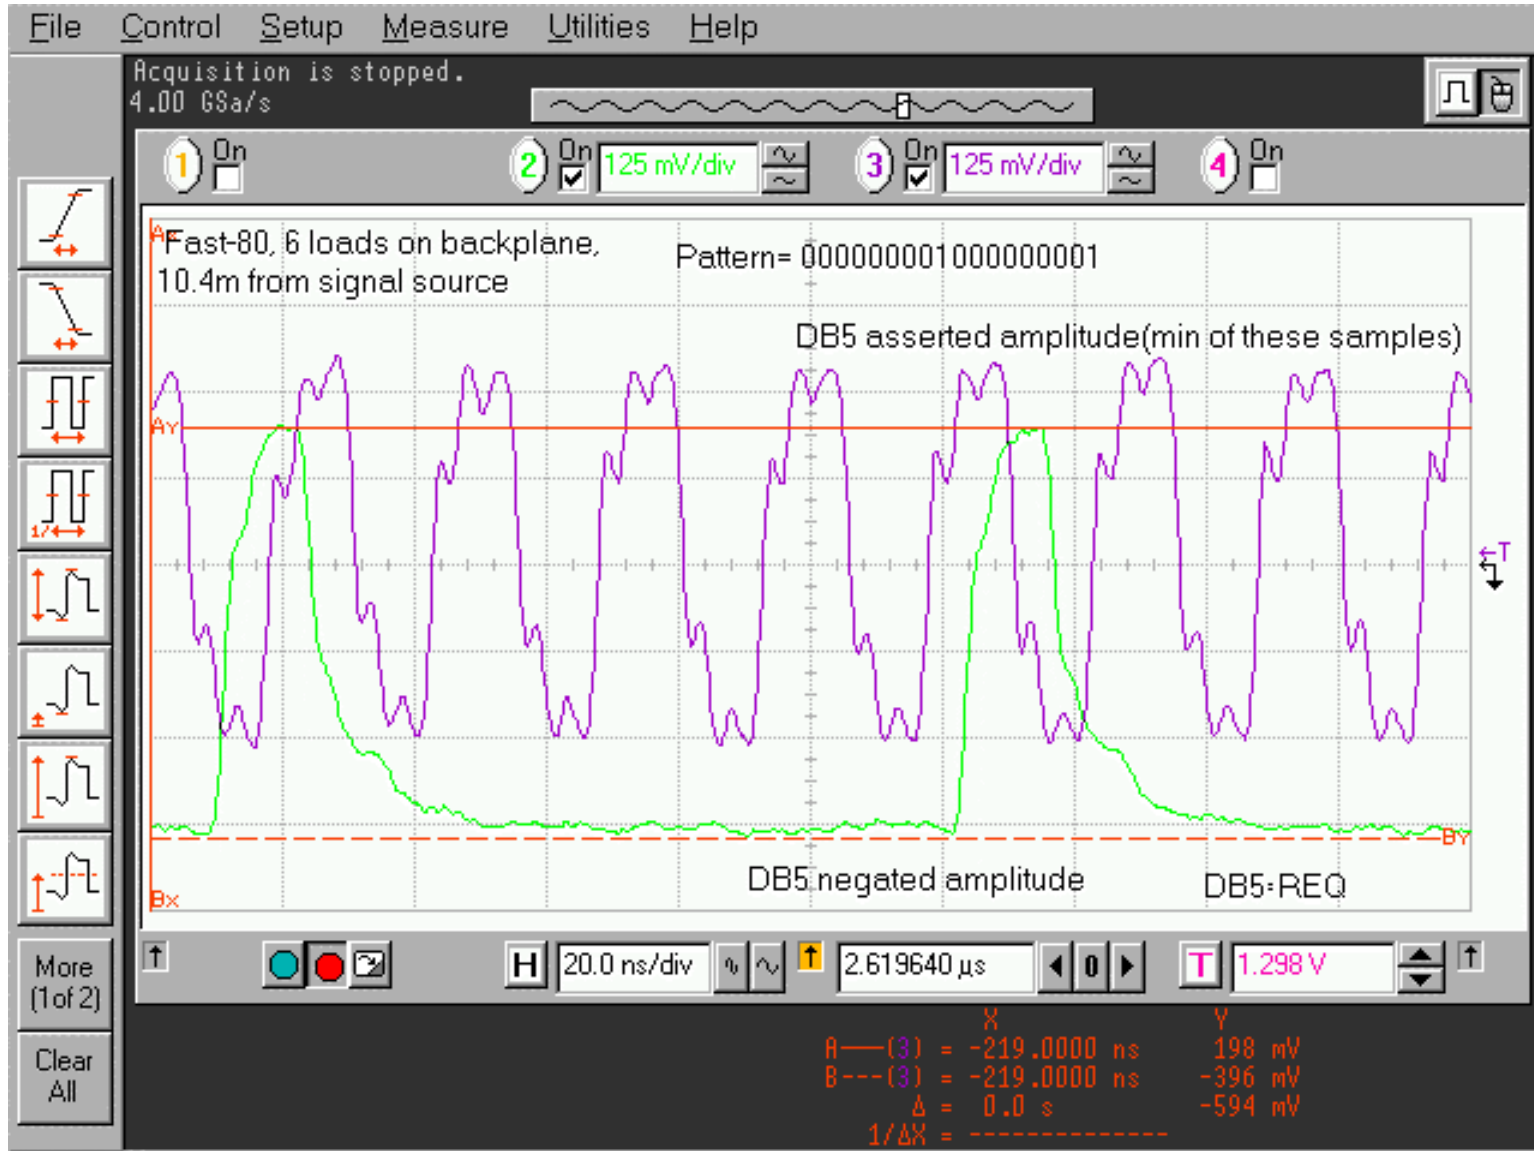 File Control Setup Measure Utilities Help
Acquisition is stopped.
4.00 GSa/s
1 On 2 On 125 mV/div 3 On 125 mV/div 4 On
Ax
Fast-80, 6 loads on backplane,
10.4m from signal source
Pattern= 000000001000000001
DB5 asserted amplitude(min of these samples)
Ay
T
By
DB5 negated amplitude
DB5=REQ
Bx
1/
More
(1of 2)
Clear
All
H 20.0 ns/div 2.619640 µs 0 T 1.298 V
X Y
A——(3) = -219.0000 ns 198 mV
B---(3) = -219.0000 ns -396 mV
Δ = 0.0 s -594 mV
1/ΔX = --------------